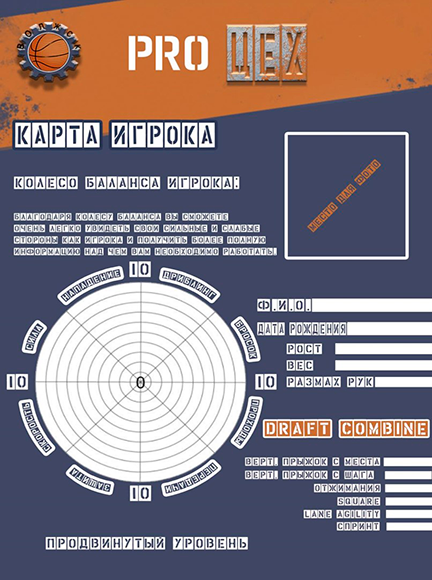 ВОЛЖСК
PRO ЦЕХ
КАРТА ИГРОКА
МЕСТО ДЛЯ ФОТО
КОЛЕСО БАЛАНСА ИГРОКА:
БЛАГОДАРЯ КОЛЕСУ БАЛАНСА ВЫ СМОЖЕТЕ
ОЧЕНЬ ЛЕГКО УВИДЕТЬ СВОИ СИЛЬНЫЕ И СЛАБЫЕ
СТОРОНЫ КАК ИГРОКА И ПОЛУЧИТЬ БОЛЕЕ ПОЛНУЮ
ИНФОРМАЦИЮ НАД ЧЕМ ВАМ НЕОБХОДИМО РАБОТАТЬ!
10
НАПАДЕНИЕ
ДРИБЛИНГ
СИЛА
БРОСОК
10
0
10
СКОРОСТЬ
ПРОХОДЫ
ЗАЩИТА
ПЕРЕДАЧИ
10
Ф.И.О.
ДАТА РОЖДЕНИЯ
РОСТ
ВЕС
РАЗМАХ РУК
DRAFT COMBINE
ВЕРТ. ПРЫЖОК С МЕСТА
ВЕРТ. ПРЫЖОК С ШАГА
ОТЖИМАНИЯ
SQUARE
LANE AGILITY
СПРИНТ
ПРОДВИНУТЫЙ УРОВЕНЬ